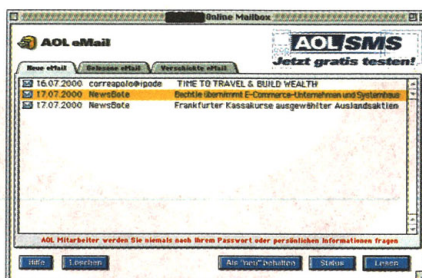 Online Mailbox
AOL eMail
AOL SMS
Jetzt gratis testen!
Neue eMail Gelesene eMail Verschickte eMail
16.07.2000 correapolo@ipode TIME TO TRAVEL & BUILD WEALTH
17.07.2000 NewsBote Bechtle übernimmt E-Commerce-Unternehmen und Systemhaus
17.07.2000 NewsBote Frankfurter Kassakurse ausgewählter Auslandsaktien
AOL Mitarbeiter werden Sie niemals nach Ihrem Passwort oder persönlichen Informationen fragen
Hilfe Löschen Als "neu" behalten Status Lesen